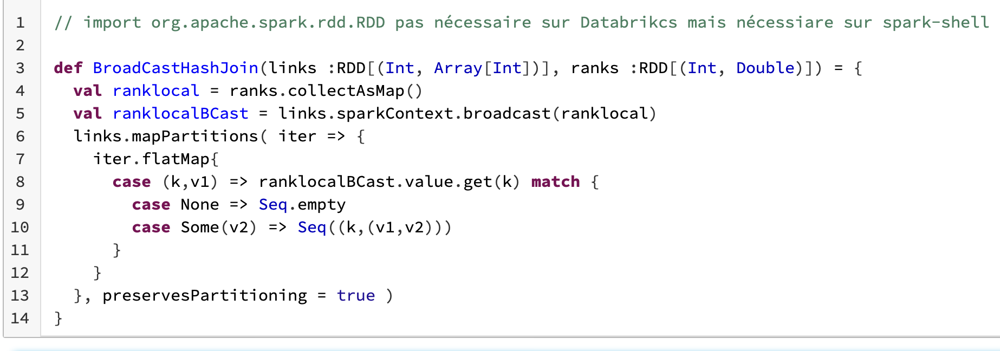 1 // import org.apache.spark.rdd.RDD pas nécessaire sur Databrikcs mais nécessiare sur spark-shell
2
3 def BroadCastHashJoin(links :RDD[(Int, Array[Int])], ranks :RDD[(Int, Double)]) = {
4   val ranklocal = ranks.collectAsMap()
5   val ranklocalBCast = links.sparkContext.broadcast(ranklocal)
6   links.mapPartitions( iter => {
7     iter.flatMap{
8       case (k,v1) => ranklocalBCast.value.get(k) match {
9         case None => Seq.empty
10         case Some(v2) => Seq((k,(v1,v2)))
11       }
12     }
13   }, preservesPartitioning = true )
14 }